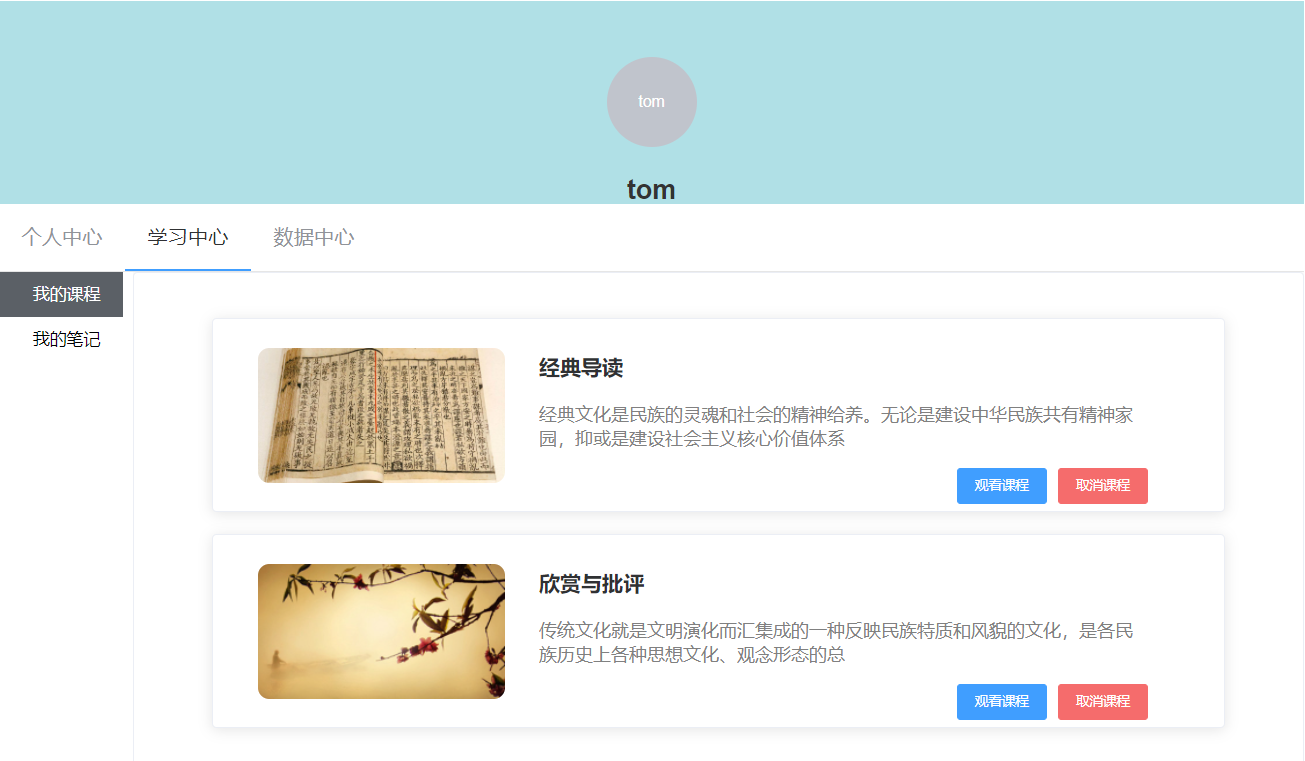 tom
tom
个人中心
学习中心
数据中心
我的课程
我的笔记
经典导读
经典文化是民族的灵魂和社会的精神给养。无论是建设中华民族共有精神家
园，抑或是建设社会主义核心价值体系
观看课程
取消课程
欣赏与批评
传统文化就是文明演化而汇集成的一种反映民族特质和风貌的文化，是各民
族历史上各种思想文化、观念形态的总
观看课程
取消课程